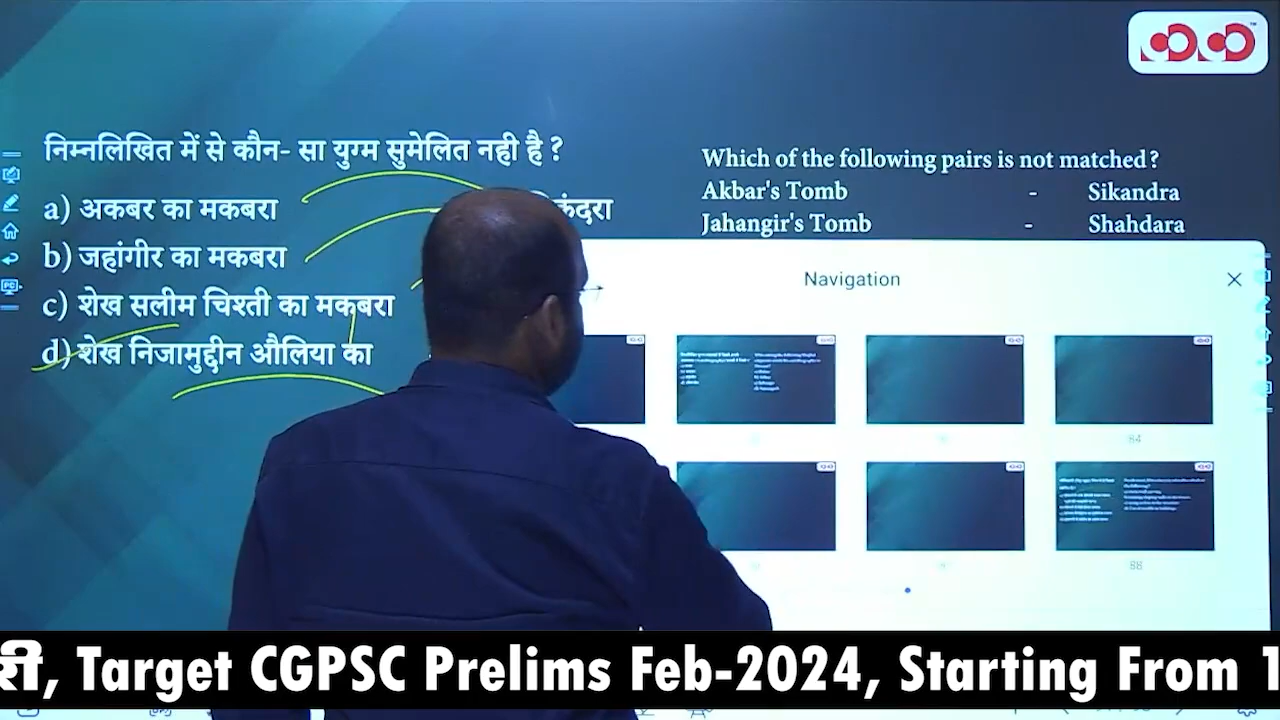 निम्नलिखित में से कौन- सा युग्म सुमेलित नही है ?
a) अकबर का मकबरा
b) जहांगीर का मकबरा
c) शेख सलीम चिश्ती का मकबरा
d) शेख निजामुद्दीन औलिया का
Which of the following pairs is not matched?
Akbar's Tomb - Sikandra
Jahangir's Tomb - Shahdara
Navigation
84
88
री, Target CGPSC Prelims Feb-2024, Starting From 1